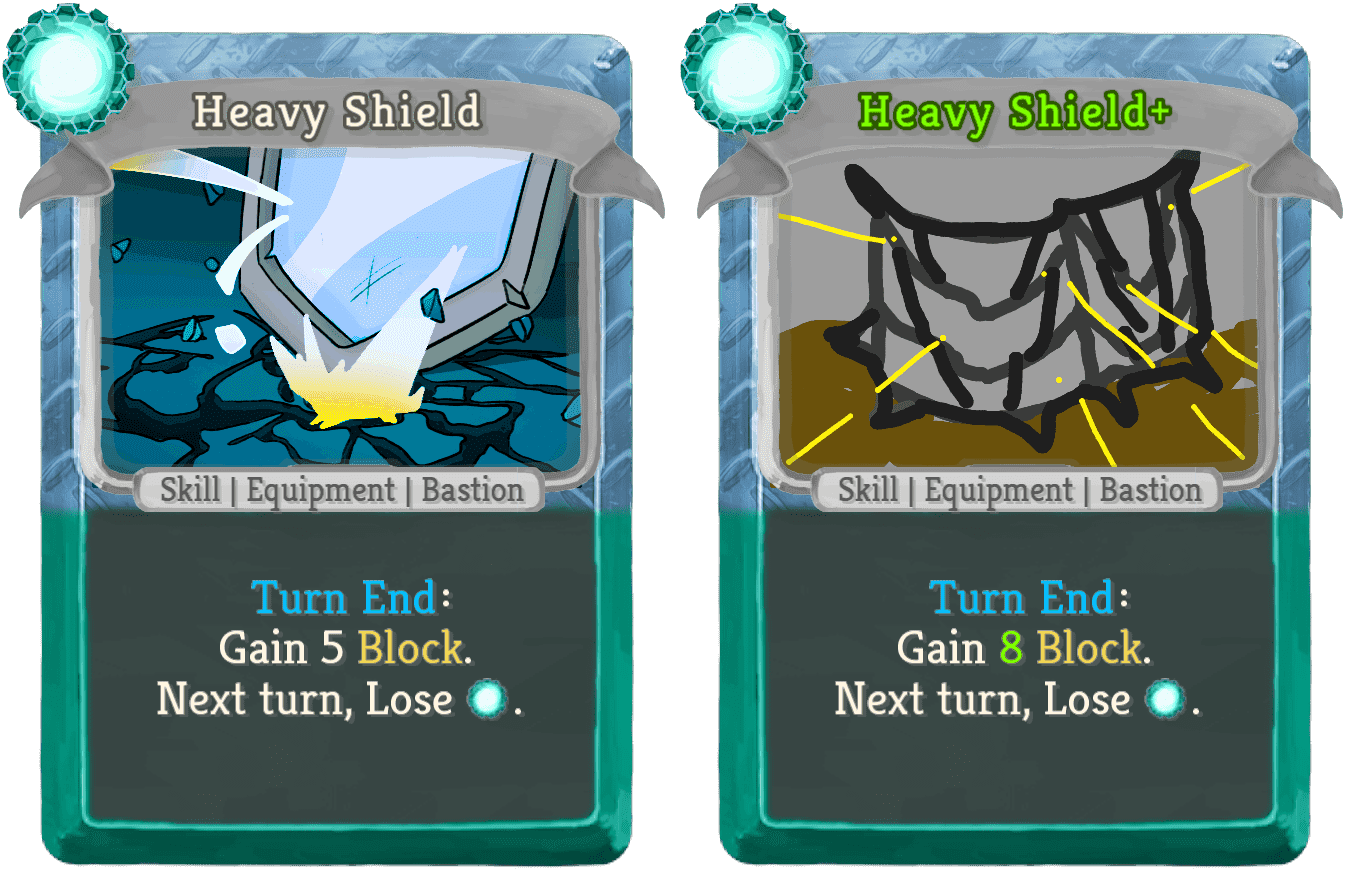 Heavy Shield
Skill | Equipment | Bastion
Turn End:
Gain 5 Block.
Next turn, Lose .
Heavy Shield+
Skill | Equipment | Bastion
Turn End:
Gain 8 Block.
Next turn, Lose .